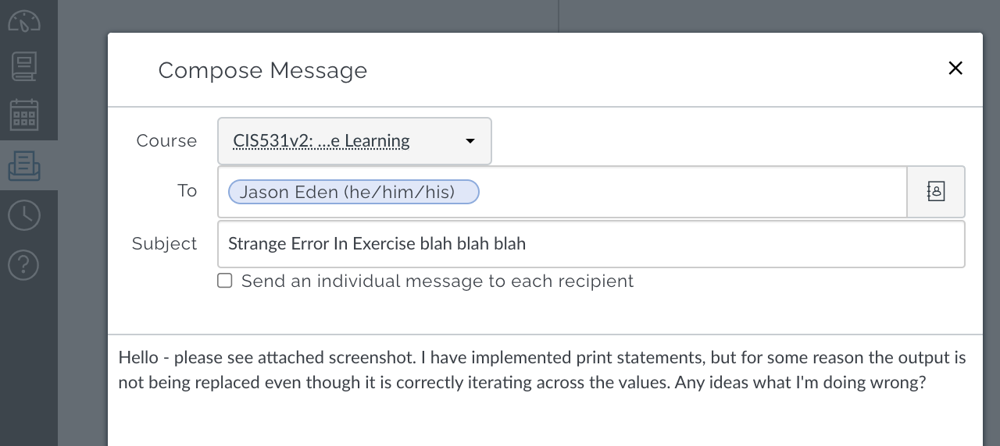 Compose Message
Course
CIS531v2: ...e Learning
To
Jason Eden (he/him/his)
Subject
Strange Error In Exercise blah blah blah
Send an individual message to each recipient
Hello - please see attached screenshot. I have implemented print statements, but for some reason the output is
not being replaced even though it is correctly iterating across the values. Any ideas what I'm doing wrong?